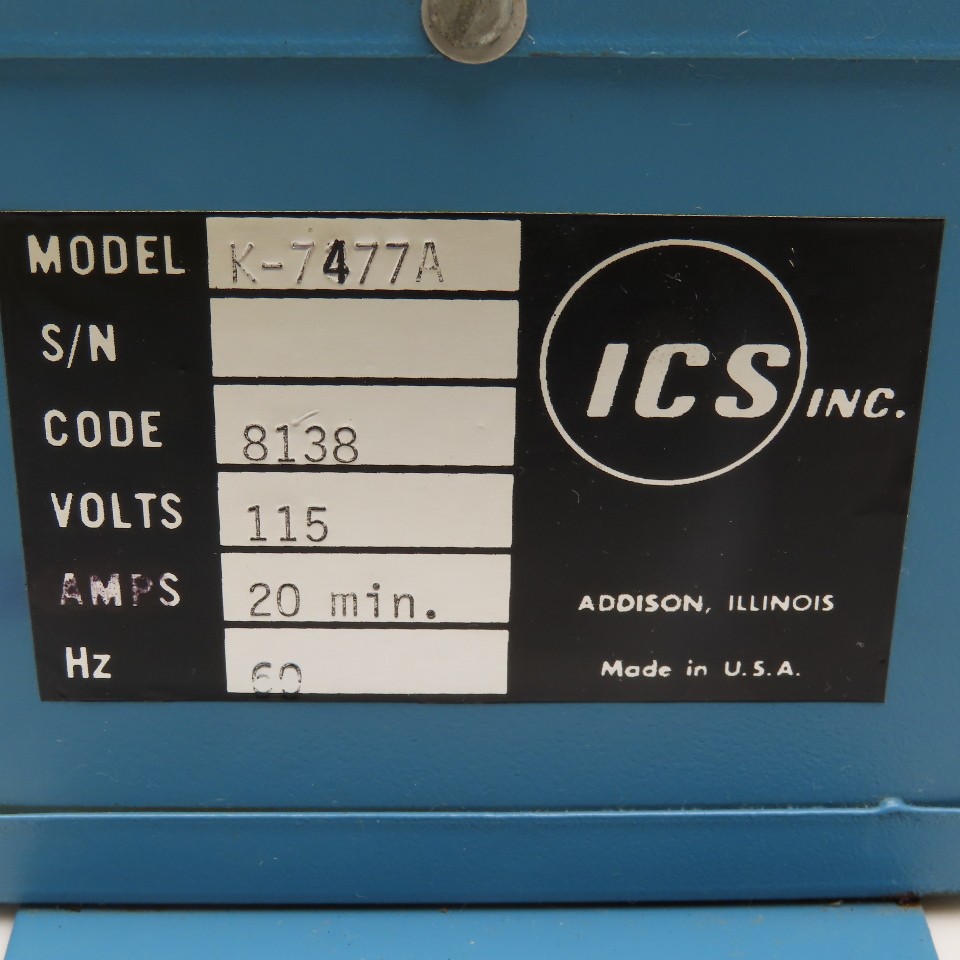 MODEL K-7477A
S/N
CODE 8138
VOLTS 115
AMPS 20 min.
Hz 60
ICS INC.
ADDISON, ILLINOIS
Made in U.S.A.